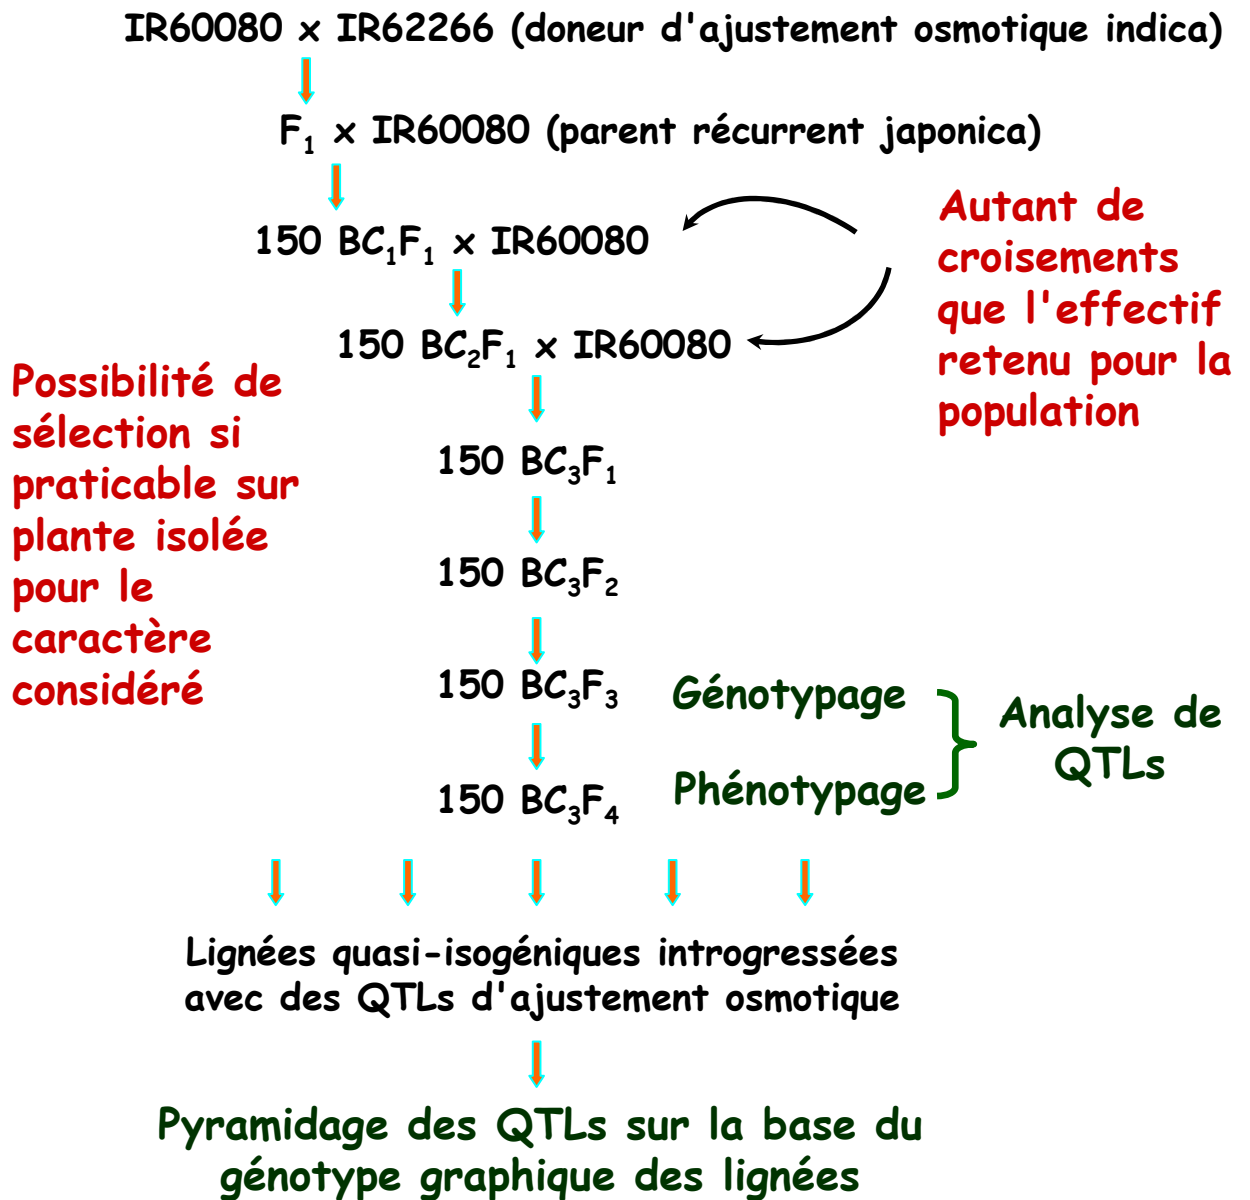 IR60080 x IR62266 (doneur d'ajustement osmotique indica)
F₁ x IR60080 (parent récurrent japonica)
150 BC₁F₁ x IR60080
150 BC₂F₁ x IR60080
Autant de
croisements
que l'effectif
retenu pour la
population
Possibilité de
sélection si
praticable sur
plante isolée
pour le
caractère
considéré
150 BC₃F₁
150 BC₃F₂
150 BC₃F₃
150 BC₃F₄
Génotypage
Phénotypage
Analyse de
QTLs
Lignées quasi-isogéniques introgressées
avec des QTLs d'ajustement osmotique
Pyramidage des QTLs sur la base du
génotype graphique des lignées